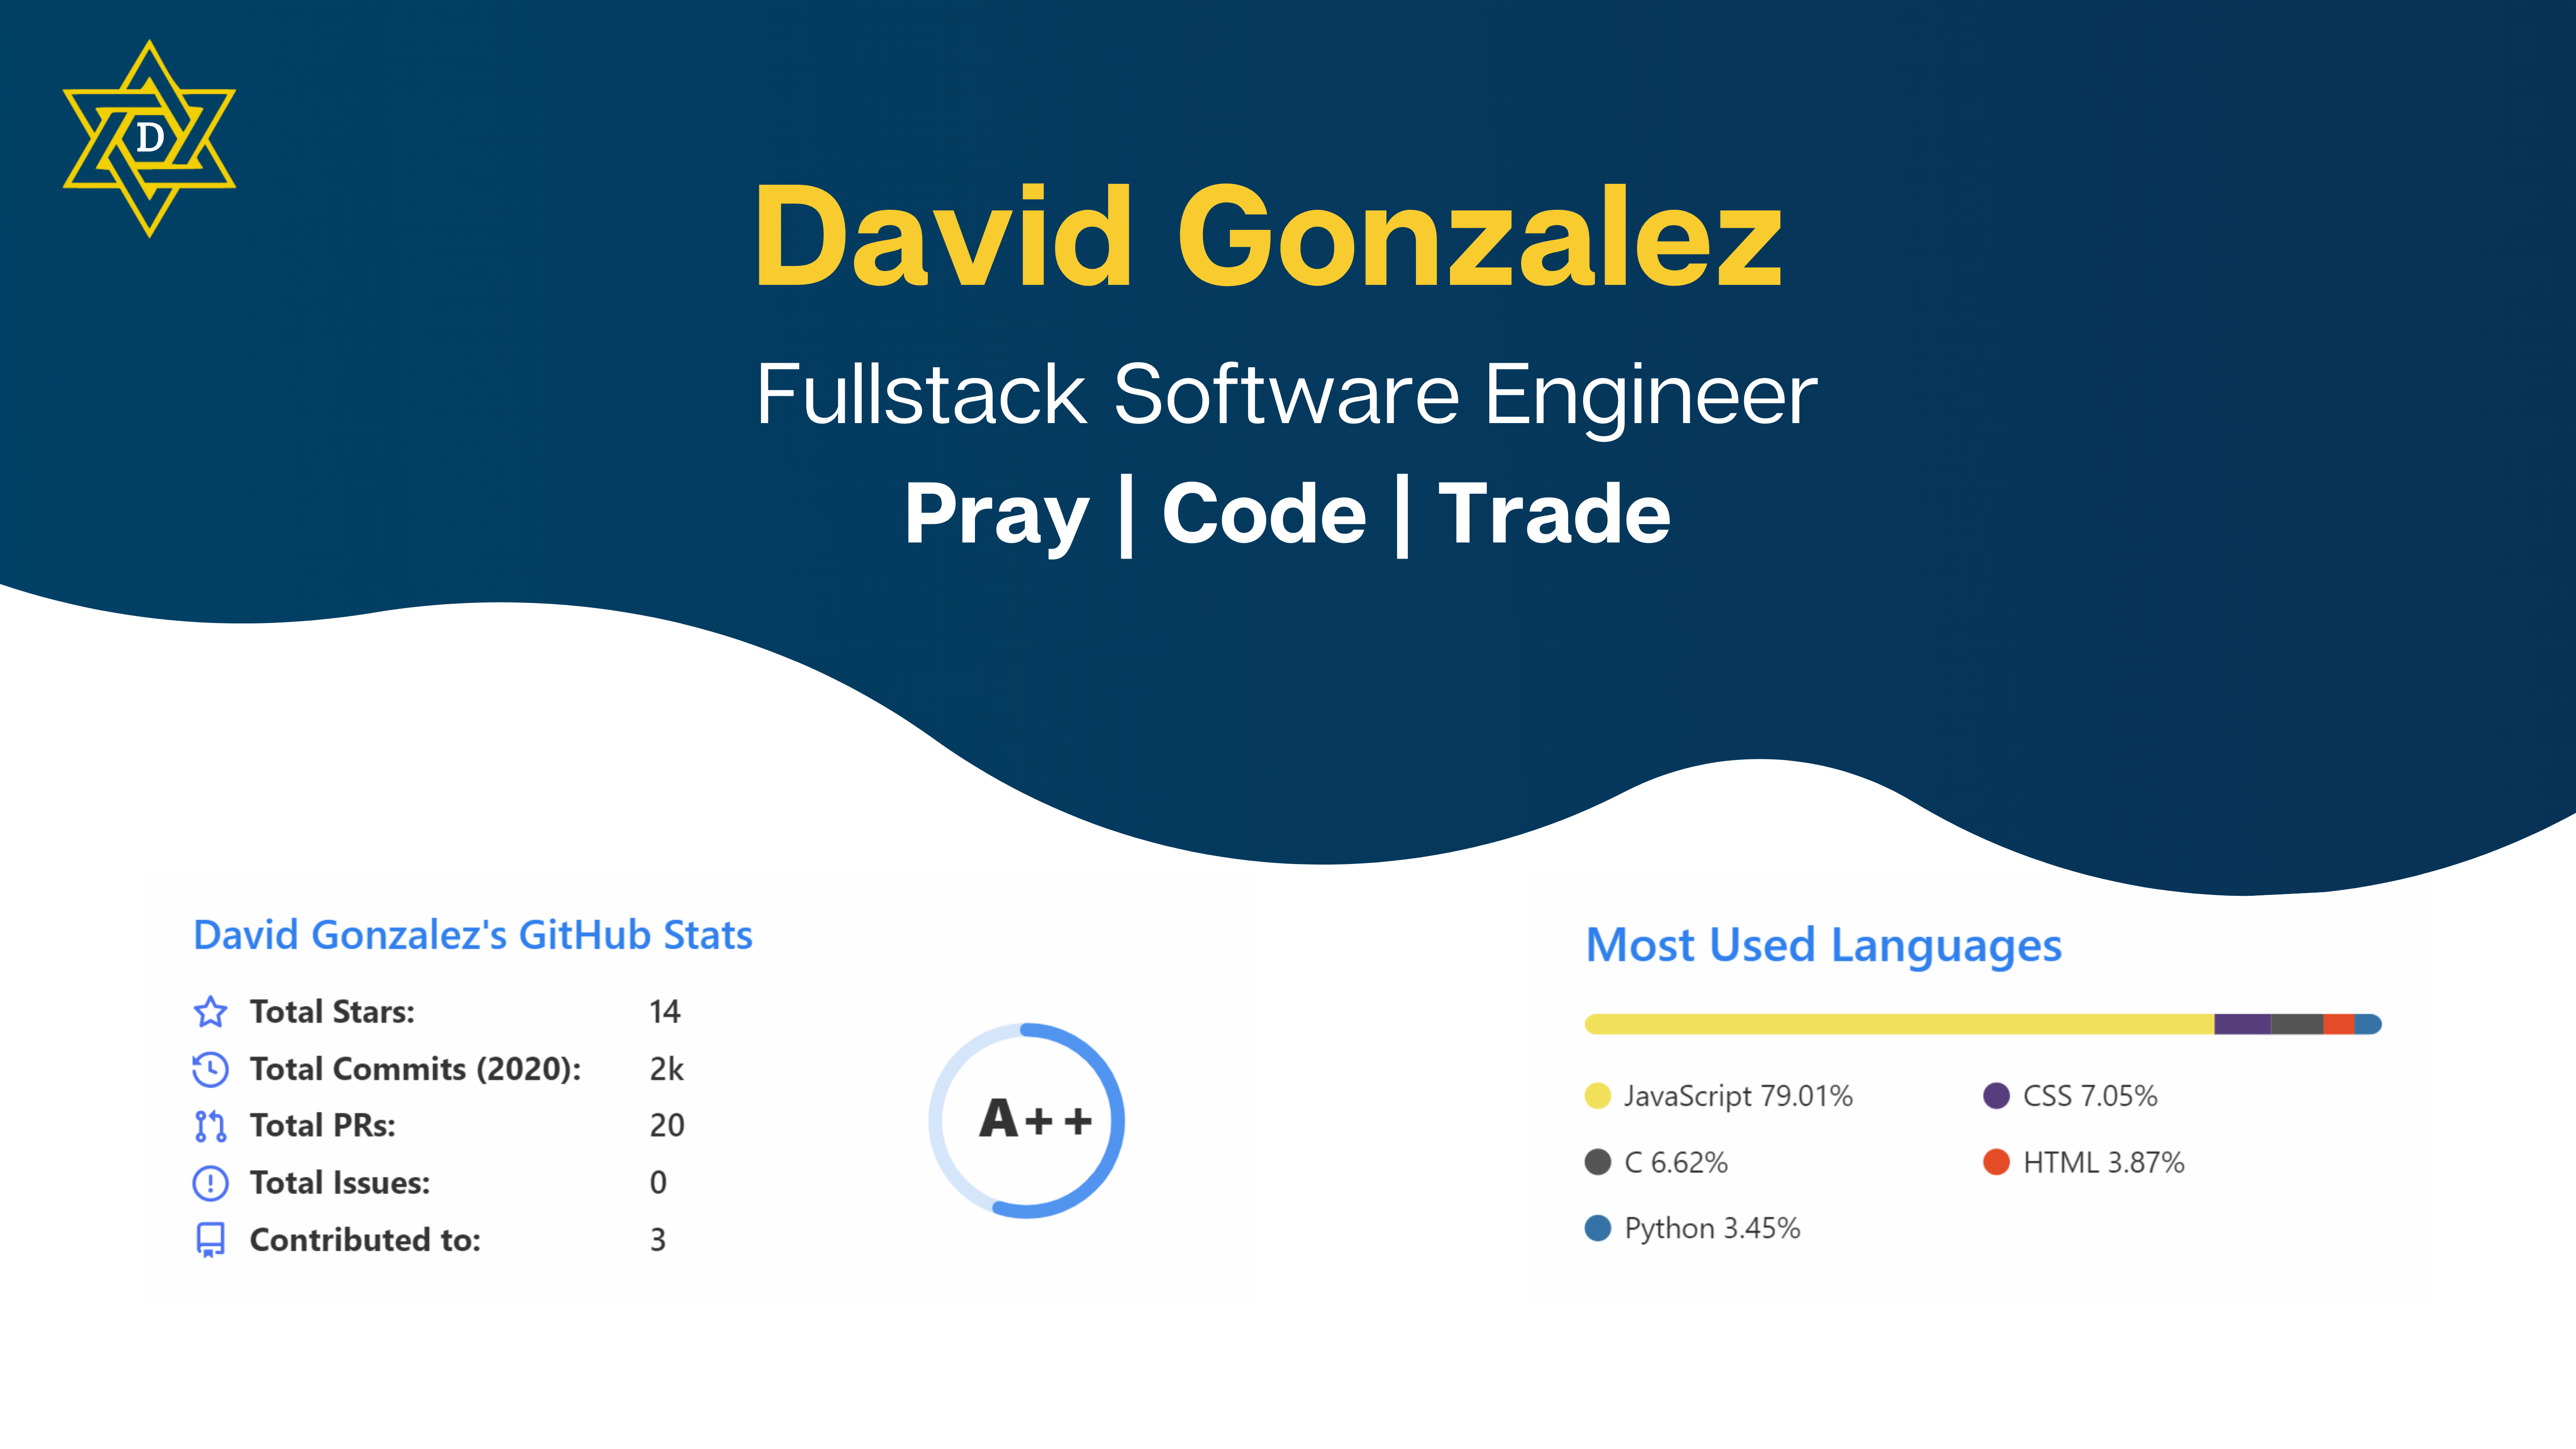 D
David Gonzalez
Fullstack Software Engineer
Pray | Code | Trade
David Gonzalez's GitHub Stats
Total Stars: 14
Total Commits (2020): 2k
Total PRs: 20
Total Issues: 0
Contributed to: 3
A++
Most Used Languages
JavaScript 79.01% CSS 7.05%
C 6.62% HTML 3.87%
Python 3.45%